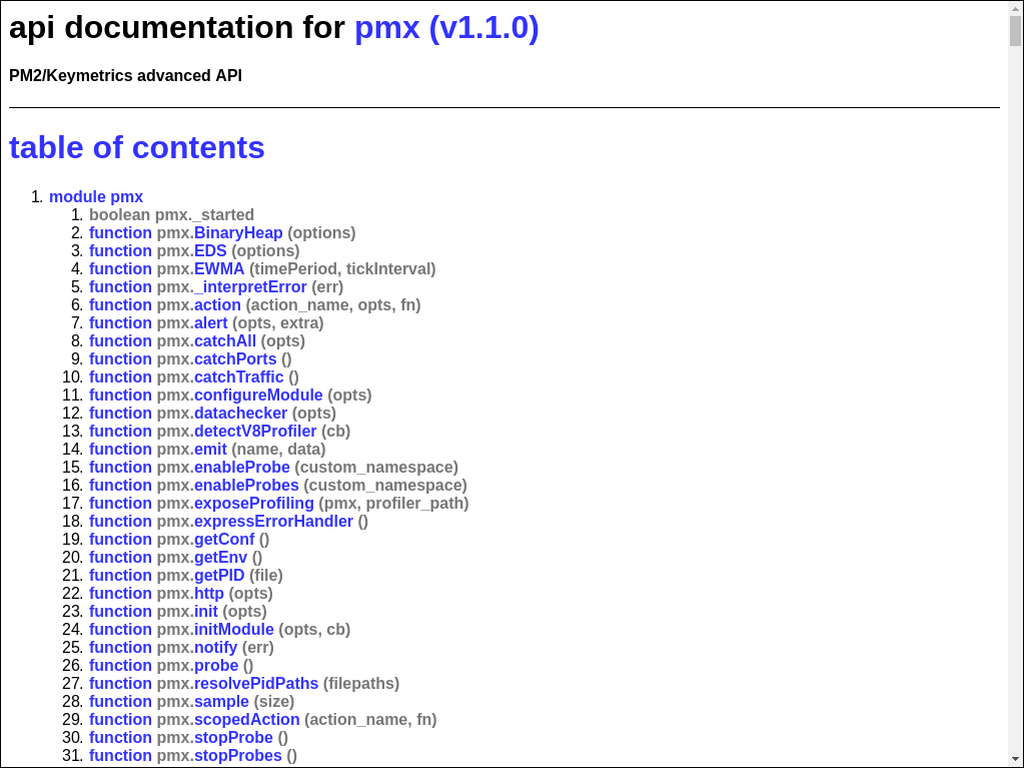 api documentation for pmx (v1.1.0)
PM2/Keymetrics advanced API
table of contents
1. module pmx
1. boolean pmx._started
2. function pmx.BinaryHeap (options)
3. function pmx.EDS (options)
4. function pmx.EWMA (timePeriod, tickInterval)
5. function pmx._interpretError (err)
6. function pmx.action (action_name, opts, fn)
7. function pmx.alert (opts, extra)
8. function pmx.catchAll (opts)
9. function pmx.catchPorts ()
10. function pmx.catchTraffic ()
11. function pmx.configureModule (opts)
12. function pmx.datachecker (opts)
13. function pmx.detectV8Profiler (cb)
14. function pmx.emit (name, data)
15. function pmx.enableProbe (custom_namespace)
16. function pmx.enableProbes (custom_namespace)
17. function pmx.exposeProfiling (pmx, profiler_path)
18. function pmx.expressErrorHandler ()
19. function pmx.getConf ()
20. function pmx.getEnv ()
21. function pmx.getPID (file)
22. function pmx.http (opts)
23. function pmx.init (opts)
24. function pmx.initModule (opts, cb)
25. function pmx.notify (err)
26. function pmx.probe ()
27. function pmx.resolvePidPaths (filepaths)
28. function pmx.sample (size)
29. function pmx.scopedAction (action_name, fn)
30. function pmx.stopProbe ()
31. function pmx.stopProbes ()